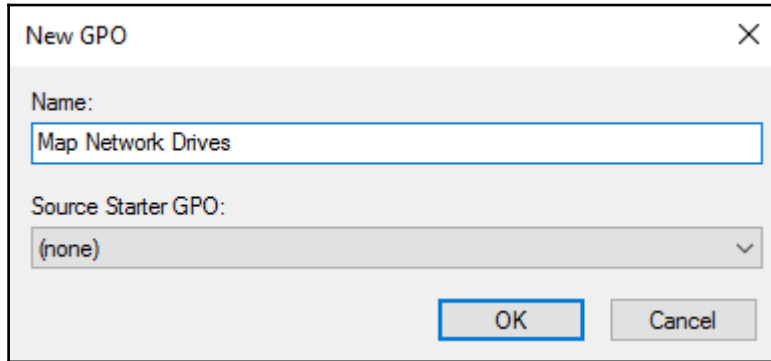 New GPO
Name:
Map Network Drives
Source Starter GPO:
(none)
OK Cancel